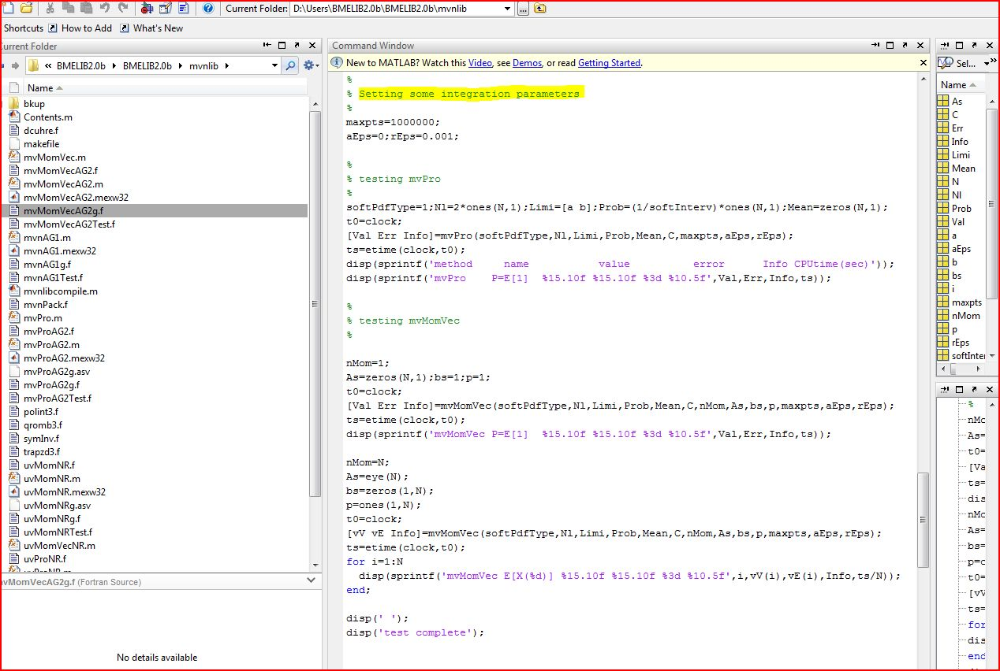 Current Folder: D:\Users\BMELIB2.0b\BMELIB2.0b\mvnlib
Shortcuts How to Add What's New
Current Folder
« BMELIB2.0b BMELIB2.0b mvnlib
Name
bkup
Contents.m
dcuhre.f
makefile
mvMomVec.m
mvMomVecAG2.f
mvMomVecAG2.m
mvMomVecAG2.mexw32
mvMomVecAG2g.f
mvMomVecAG2Test.f
mvnAG1.m
mvnAG1.mexw32
mvnAG1g.f
mvnAG1Test.f
mvnlibcompile.m
mvnPack.f
mvPro.m
mvProAG2.f
mvProAG2.m
mvProAG2.mexw32
mvProAG2g.asv
mvProAG2g.f
mvProAG2Test.f
polint3.f
qromb3.f
symInv.f
trapzd3.f
uvMomNR.f
uvMomNR.m
uvMomNR.mexw32
uvMomNRg.asv
uvMomNRg.f
uvMomNRTest.f
uvMomVecNR.m
uvProNR.f
uvProNR.m
mvMomVecAG2g.f (Fortran Source)
No details available
Command Window
New to MATLAB? Watch this Video, see Demos, or read Getting Started.
%
% Setting some integration parameters
%
maxpts=1000000;
aEps=0;rEps=0.001;
%
% testing mvPro
%
softPdfType=1;Nl=2*ones(N,1);Limi=[a b];Prob=(1/softInterv)*ones(N,1);Mean=zeros(N,1);
t0=clock;
[Val Err Info]=mvPro(softPdfType,Nl,Limi,Prob,Mean,C,maxpts,aEps,rEps);
ts=etime(clock,t0);
disp(sprintf('method     name           value          error      Info CPUtime(sec)'));
disp(sprintf('mvPro    P=E[1]  %15.10f %15.10f %3d %10.5f',Val,Err,Info,ts));
%
% testing mvMomVec
%
nMom=1;
As=zeros(N,1);bs=1;p=1;
t0=clock;
[Val Err Info]=mvMomVec(softPdfType,Nl,Limi,Prob,Mean,C,nMom,As,bs,p,maxpts,aEps,rEps);
ts=etime(clock,t0);
disp(sprintf('mvMomVec P=E[1]  %15.10f %15.10f %3d %10.5f',Val,Err,Info,ts));
nMom=N;
As=eye(N);
bs=zeros(1,N);
p=ones(1,N);
t0=clock;
[vV vE Info]=mvMomVec(softPdfType,Nl,Limi,Prob,Mean,C,nMom,As,bs,p,maxpts,aEps,rEps);
ts=etime(clock,t0);
for i=1:N
  disp(sprintf('mvMomVec E[X(%d)] %15.10f %15.10f %3d %10.5f',i,vV(i),vE(i),Info,ts/N));
end;
disp(' ');
disp('test complete');
Sel...
Name
As
C
Err
Info
Limi
Mean
N
Nl
Prob
Val
a
aEps
b
bs
i
maxpts
nMom
p
rEps
softInte
%
nMo
As=
t0=
[Va
ts=
dis
nMo
As=
bs=
p=o
t0=
[vV
ts=
for
dis
end